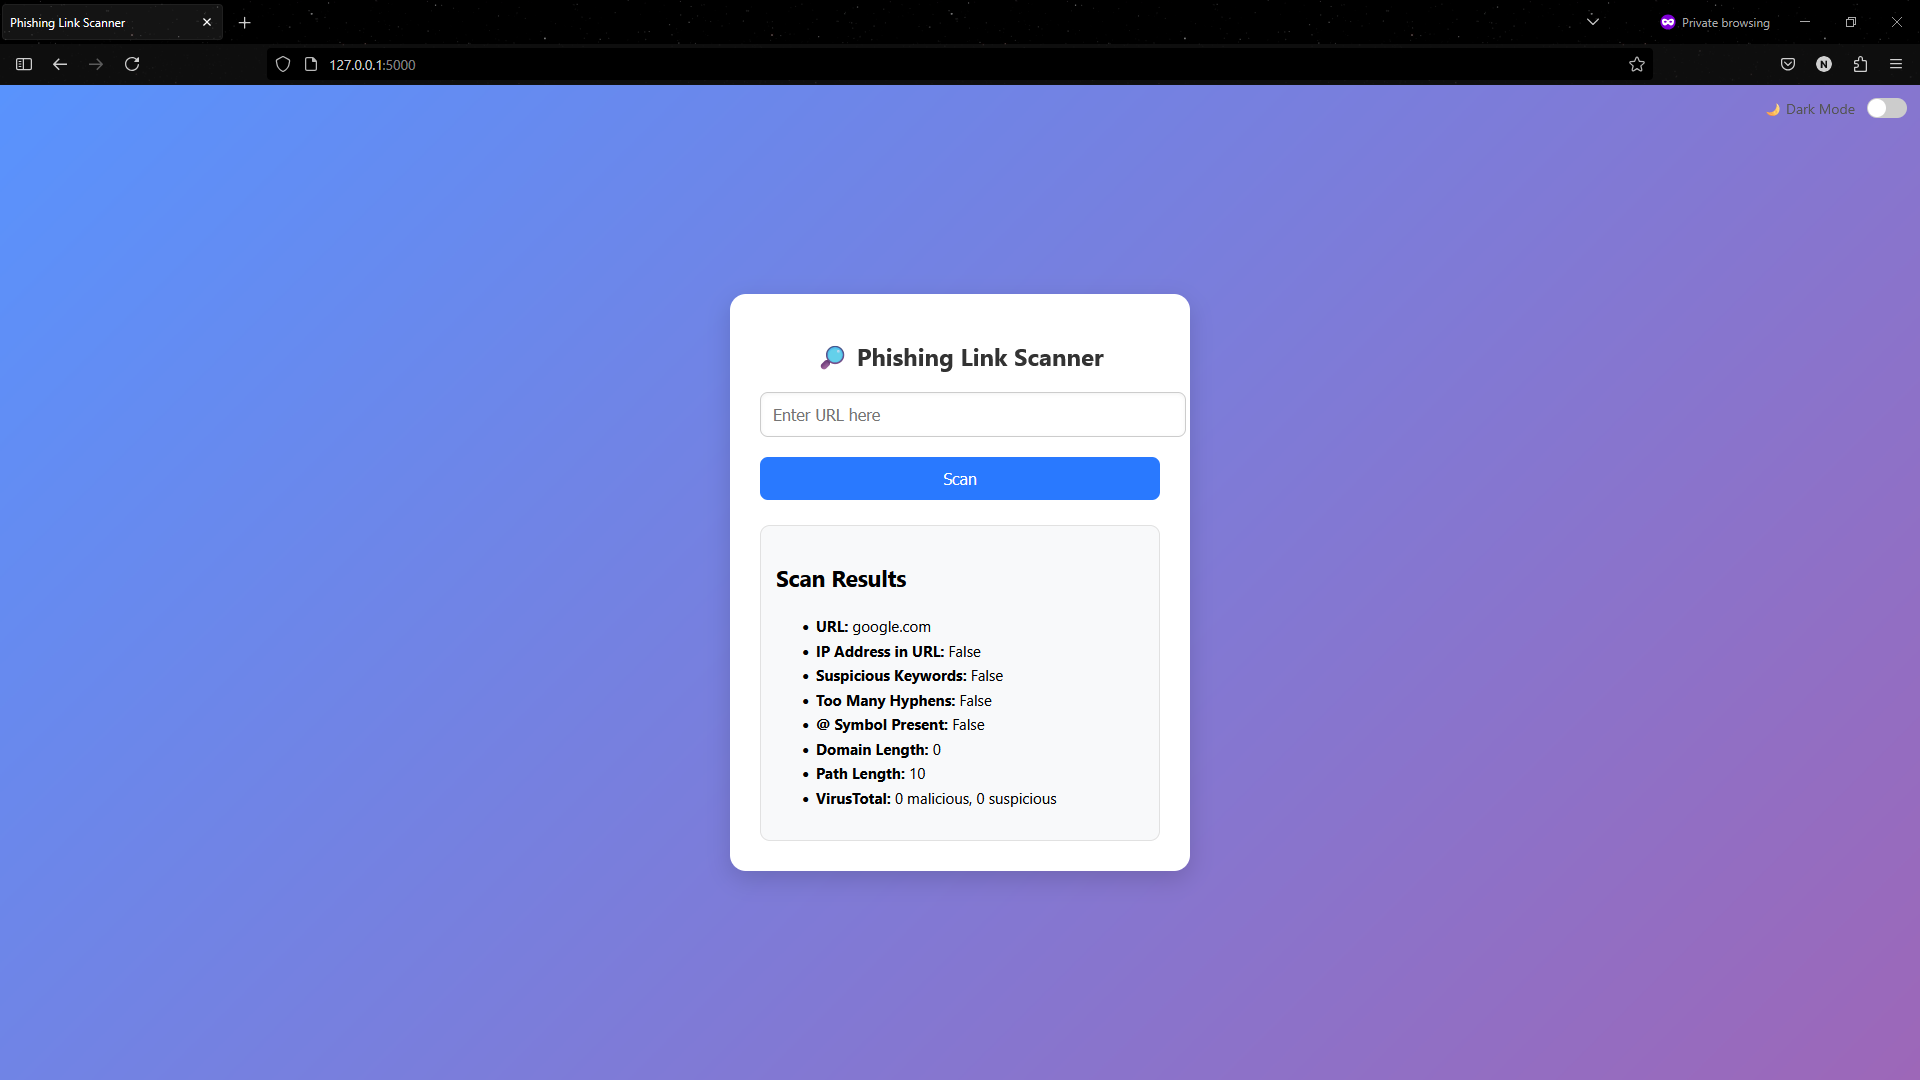 Phishing Link Scanner
Private browsing
127.0.0.1:5000
N
🌙 Dark Mode
🔎 Phishing Link Scanner
Enter URL here
Scan
Scan Results
• URL: google.com
• IP Address in URL: False
• Suspicious Keywords: False
• Too Many Hyphens: False
• @ Symbol Present: False
• Domain Length: 0
• Path Length: 10
• VirusTotal: 0 malicious, 0 suspicious